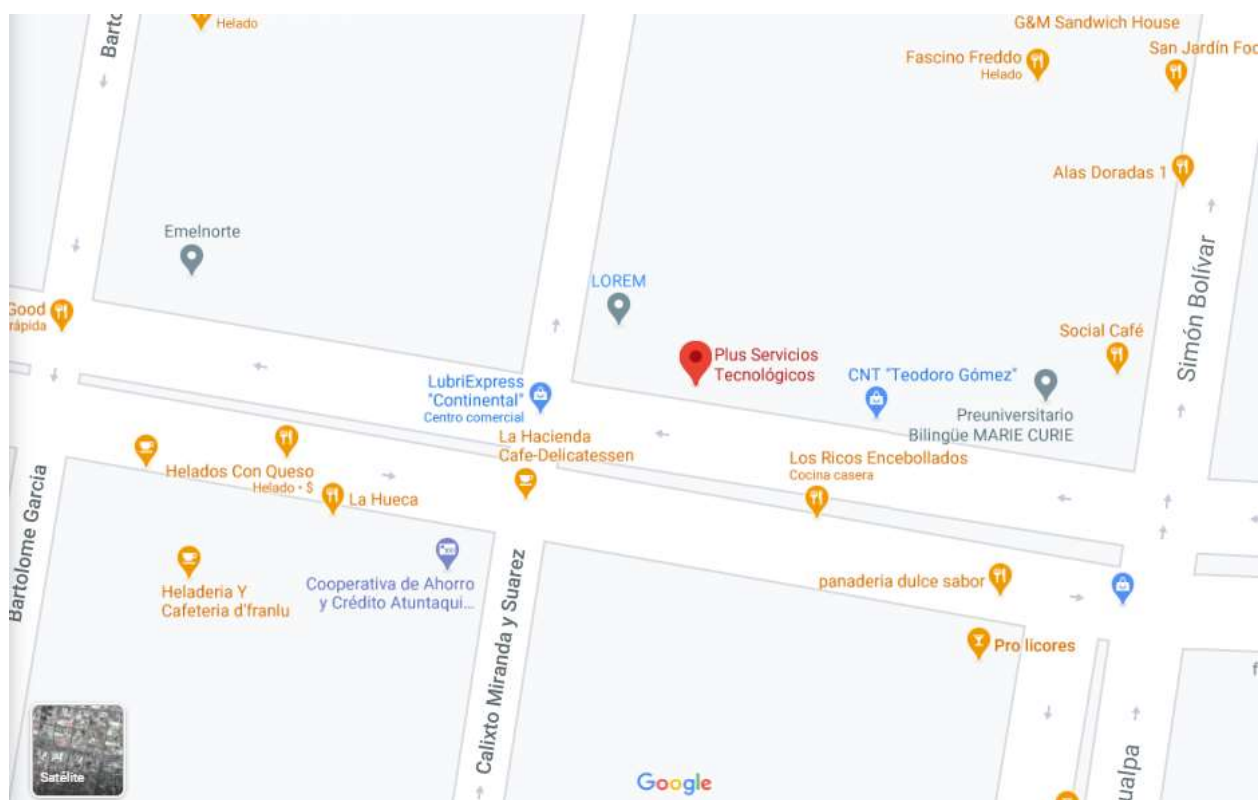 Barto
Helado
G&M Sandwich House
Fascino Freddo
Helado
San Jardín Foo
Alas Doradas 1
Emelnorte
Simón Bolívar
LOREM
Good
rápida
Social Café
Plus Servicios
Tecnológicos
CNT "Teodoro Gómez"
LubriExpress
"Continental"
Centro comercial
Preuniversitario
Bilingüe MARIE CURIE
La Hacienda
Cafe-Delicatessen
Los Ricos Encebollados
Cocina casera
Helados Con Queso
Helado • $
La Hueca
Bartolome Garcia
Cooperativa de Ahorro
y Crédito Atuntaqui...
Heladeria Y
Cafeteria d'franlu
Calixto Miranda y Suarez
panaderia dulce sabor
Pro licores
ualpa
Satélite
Google